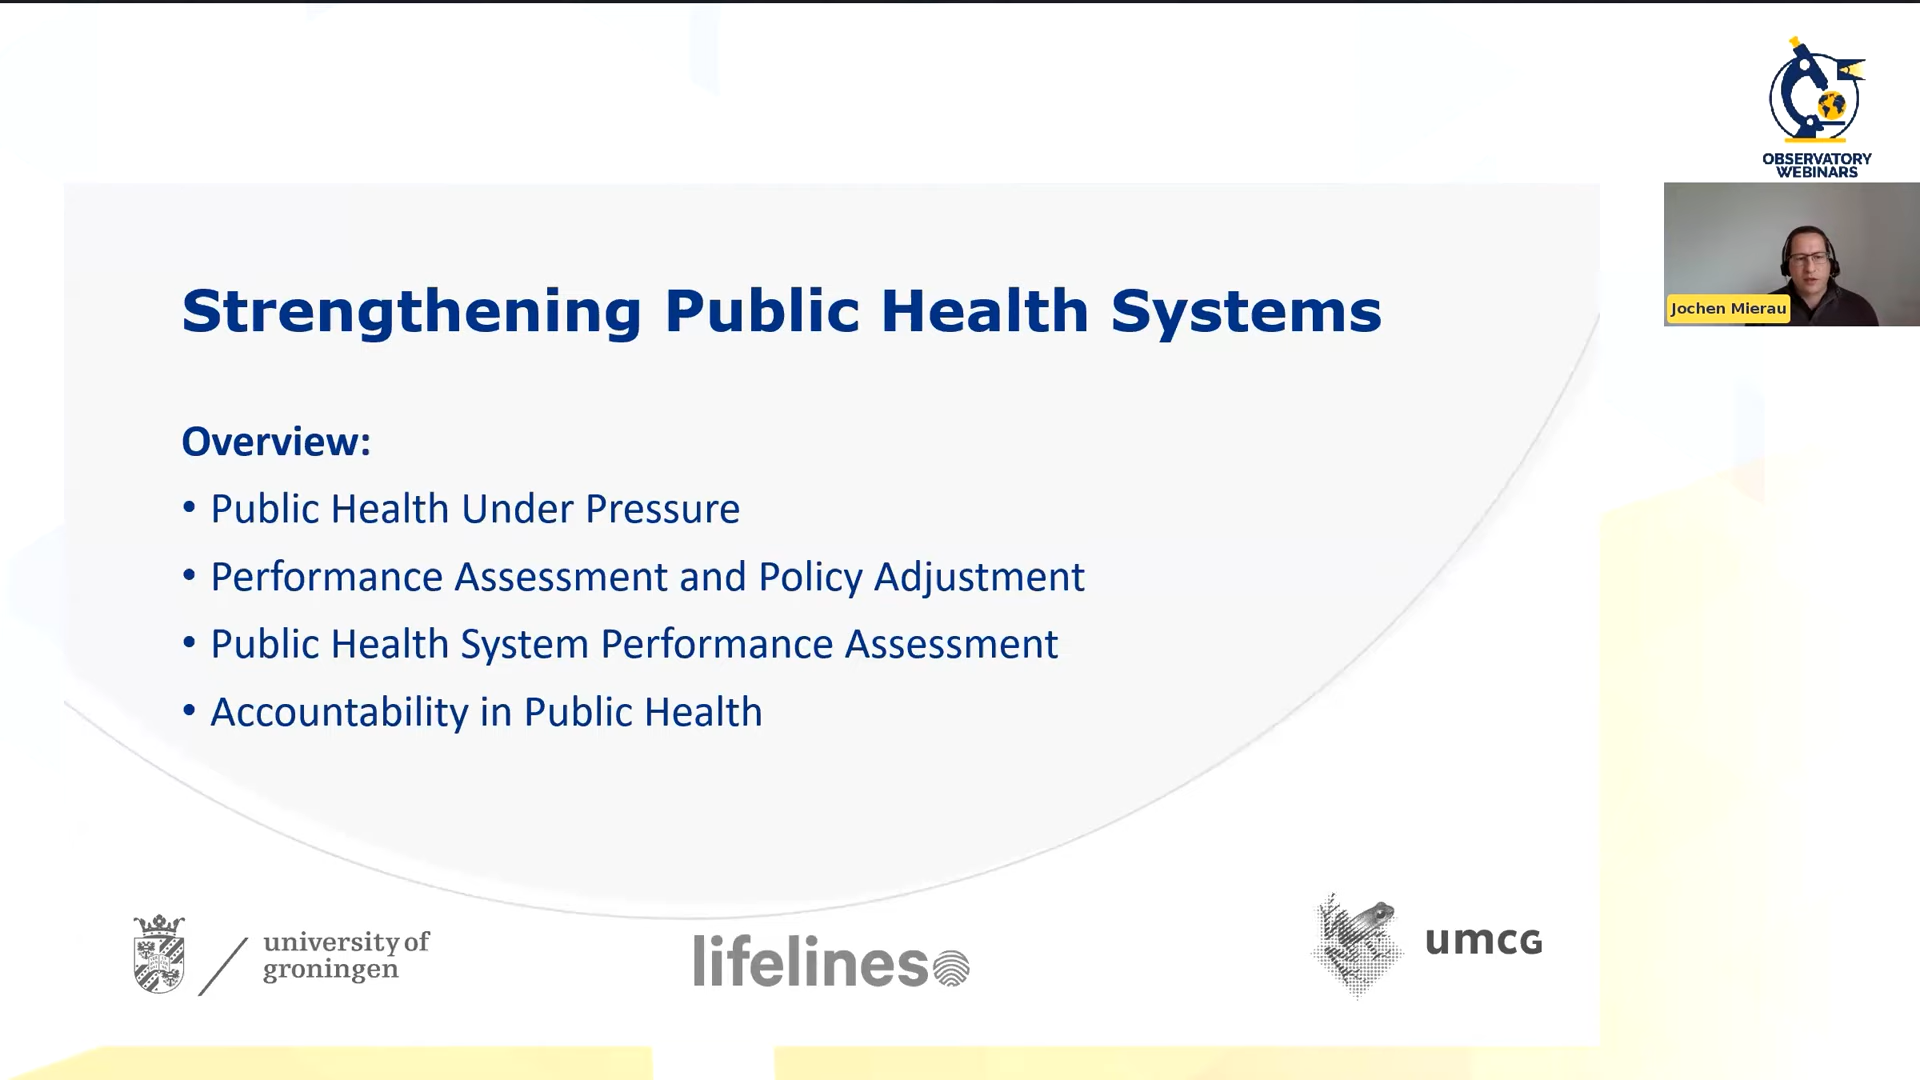 OBSERVATORY
WEBINARS
Jochen Mierau
Strengthening Public Health Systems
Overview:
• Public Health Under Pressure
• Performance Assessment and Policy Adjustment
• Public Health System Performance Assessment
• Accountability in Public Health
university of
groningen
lifelines
umcg